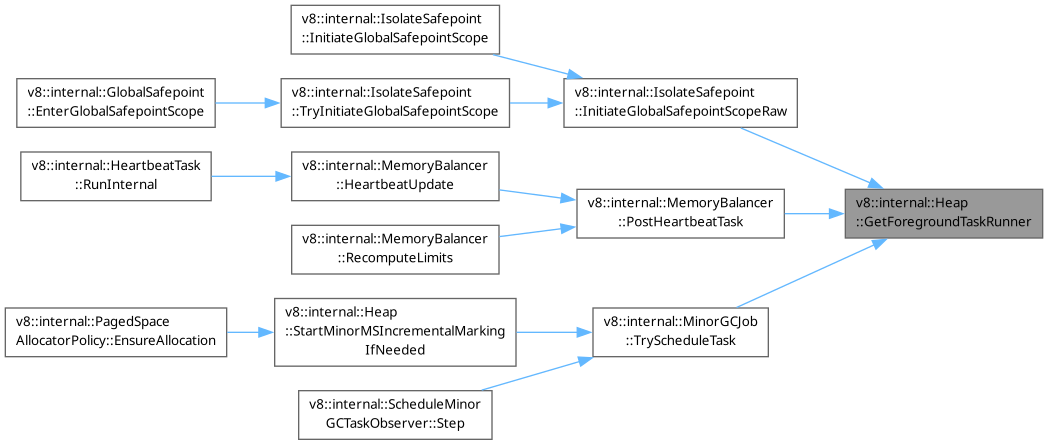 v8::internal::IsolateSafepoint
::InitiateGlobalSafepointScope
v8::internal::GlobalSafepoint
::EnterGlobalSafepointScope
v8::internal::IsolateSafepoint
::TryInitiateGlobalSafepointScope
v8::internal::IsolateSafepoint
::InitiateGlobalSafepointScopeRaw
v8::internal::HeartbeatTask
::RunInternal
v8::internal::MemoryBalancer
::HeartbeatUpdate
v8::internal::MemoryBalancer
::PostHeartbeatTask
v8::internal::Heap
::GetForegroundTaskRunner
v8::internal::MemoryBalancer
::RecomputeLimits
v8::internal::PagedSpace
AllocatorPolicy::EnsureAllocation
v8::internal::Heap
::StartMinorMSIncrementalMarking
IfNeeded
v8::internal::MinorGCJob
::TryScheduleTask
v8::internal::ScheduleMinor
GCTaskObserver::Step